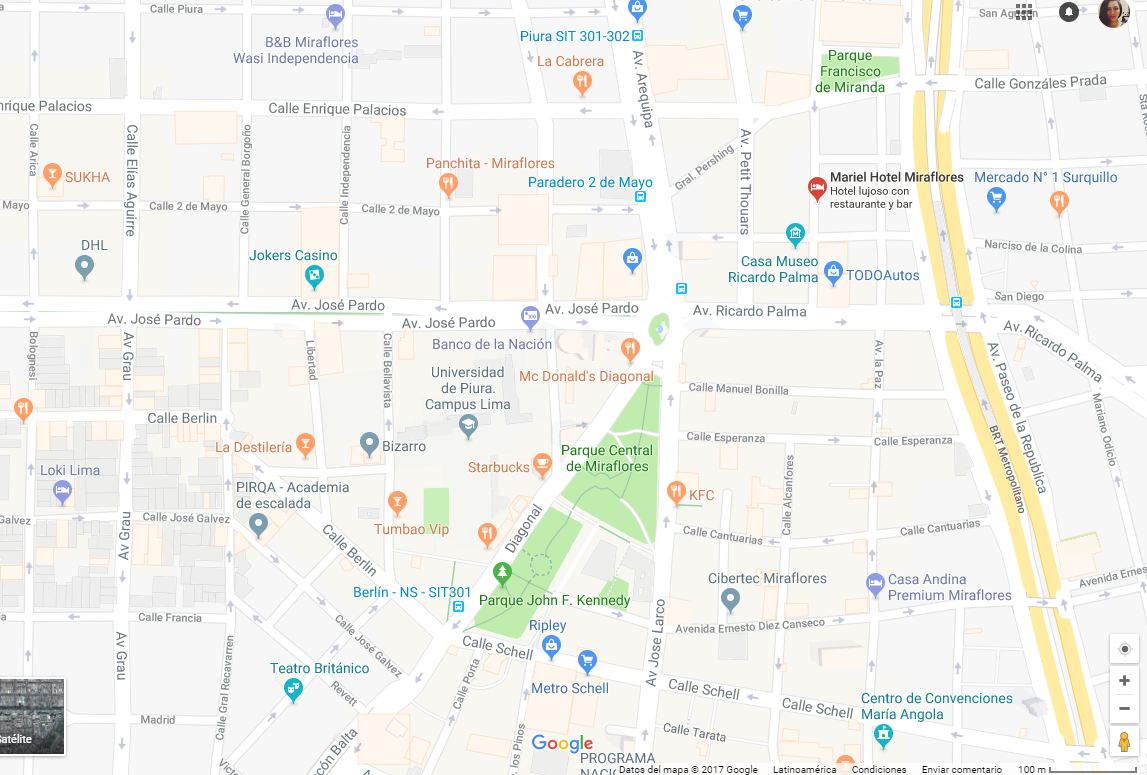 Calle Piura
Calle Piura
San Ag
B&B Miraflores
Wasi Independencia
Piura SIT 301-302
La Cabrera
Av. Arequipa
Parque
Francisco
de Miranda
Calle Gonzáles Prada
nrique Palacios
Calle Enrique Palacios
Calle Arica
Calle Elías Aguirre
Calle General Borgoño
Calle Independencia
Gral. Pershing
Av. Petit Thouars
SUKHA
Panchita - Miraflores
Paradero 2 de Mayo
Mariel Hotel Miraflores
Hotel lujoso con
restaurante y bar
Mercado N° 1 Surquillo
Mayo
Calle 2 de Mayo
Calle 2 de Mayo
Calle Colón
DHL
Jokers Casino
Casa Museo
Ricardo Palma
TODOAutos
Narciso de la Colina
San Diego
Av. José Pardo
Av. José Pardo
Av. José Pardo
Av. José Pardo
Av. Ricardo Palma
Av. Ricardo Palma
Banco de la Nación
Bolognesi
Av Grau
Libertad
Calle Bellavista
Universidad
de Piura.
Campus Lima
Mc Donald's Diagonal
Calle Manuel Bonilla
Av. la Paz
Av. Paseo de la Republica
Mariano Odicio
Calle Berlin
La Destilería
Bizarro
Parque Central
de Miraflores
Calle Esperanza
Calle Esperanza
BRT Metropolitano
Loki Lima
Starbucks
PIRQA - Academia
de escalada
KFC
Calle Alcanfores
Galvez
Av Grau
Calle José Galvez
Tumbao Vip
Diagonal
Calle Cantuarias
Calle Cantuarias
Calle Berlin
Cibertec Miraflores
Casa Andina
Premium Miraflores
Avenida Ernes
Berlín - NS - SIT301
Parque John F. Kennedy
Calle Francia
Ripley
Avenida Ernesto Diez Canseco
Av Jose Larco
Av Grau
Calle Gral Recavarren
Calle José Galvez
Calle Schell
Teatro Británico
Revett
Calle Porta
Metro Schell
Calle Schell
Calle Schell
Centro de Convenciones
María Angola
Satélite
Madrid
los Pinos
Google
Calle Tarata
PROGRAMA
Datos del mapa © 2017 Google
Latinoamérica
Condiciones
Enviar comentario
100 m